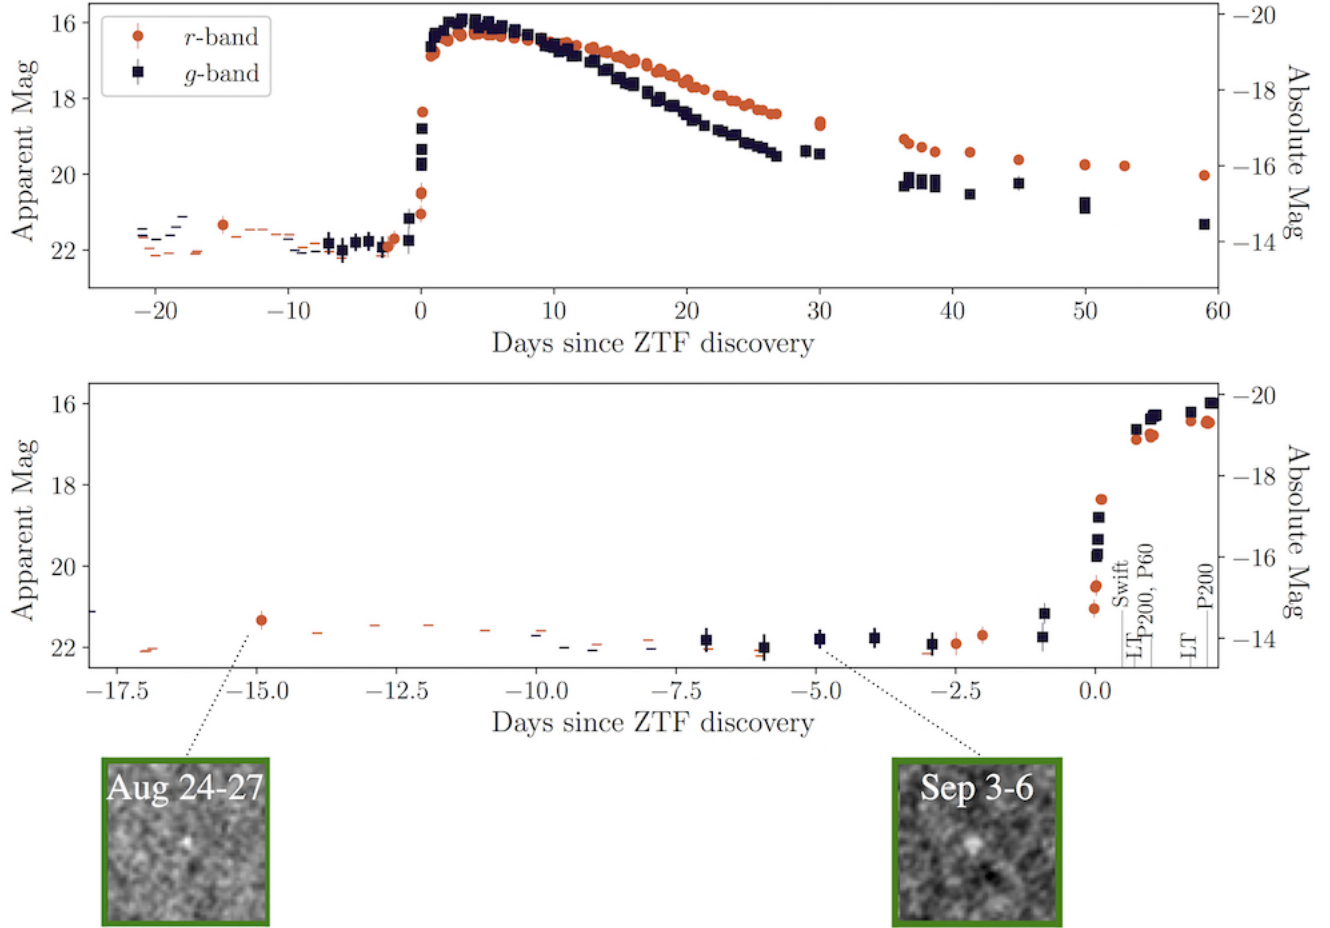 r-band
g-band
Apparent Mag
16
18
20
22
Absolute Mag
−20
−18
−16
−14
−20
−10
0
10
20
30
40
50
60
Days since ZTF discovery
Apparent Mag
16
18
20
22
Absolute Mag
−20
−18
−16
−14
Swift
LT
P200, P60
LT
P200
−17.5
−15.0
−12.5
−10.0
−7.5
−5.0
−2.5
0.0
Days since ZTF discovery
Aug 24-27
Sep 3-6